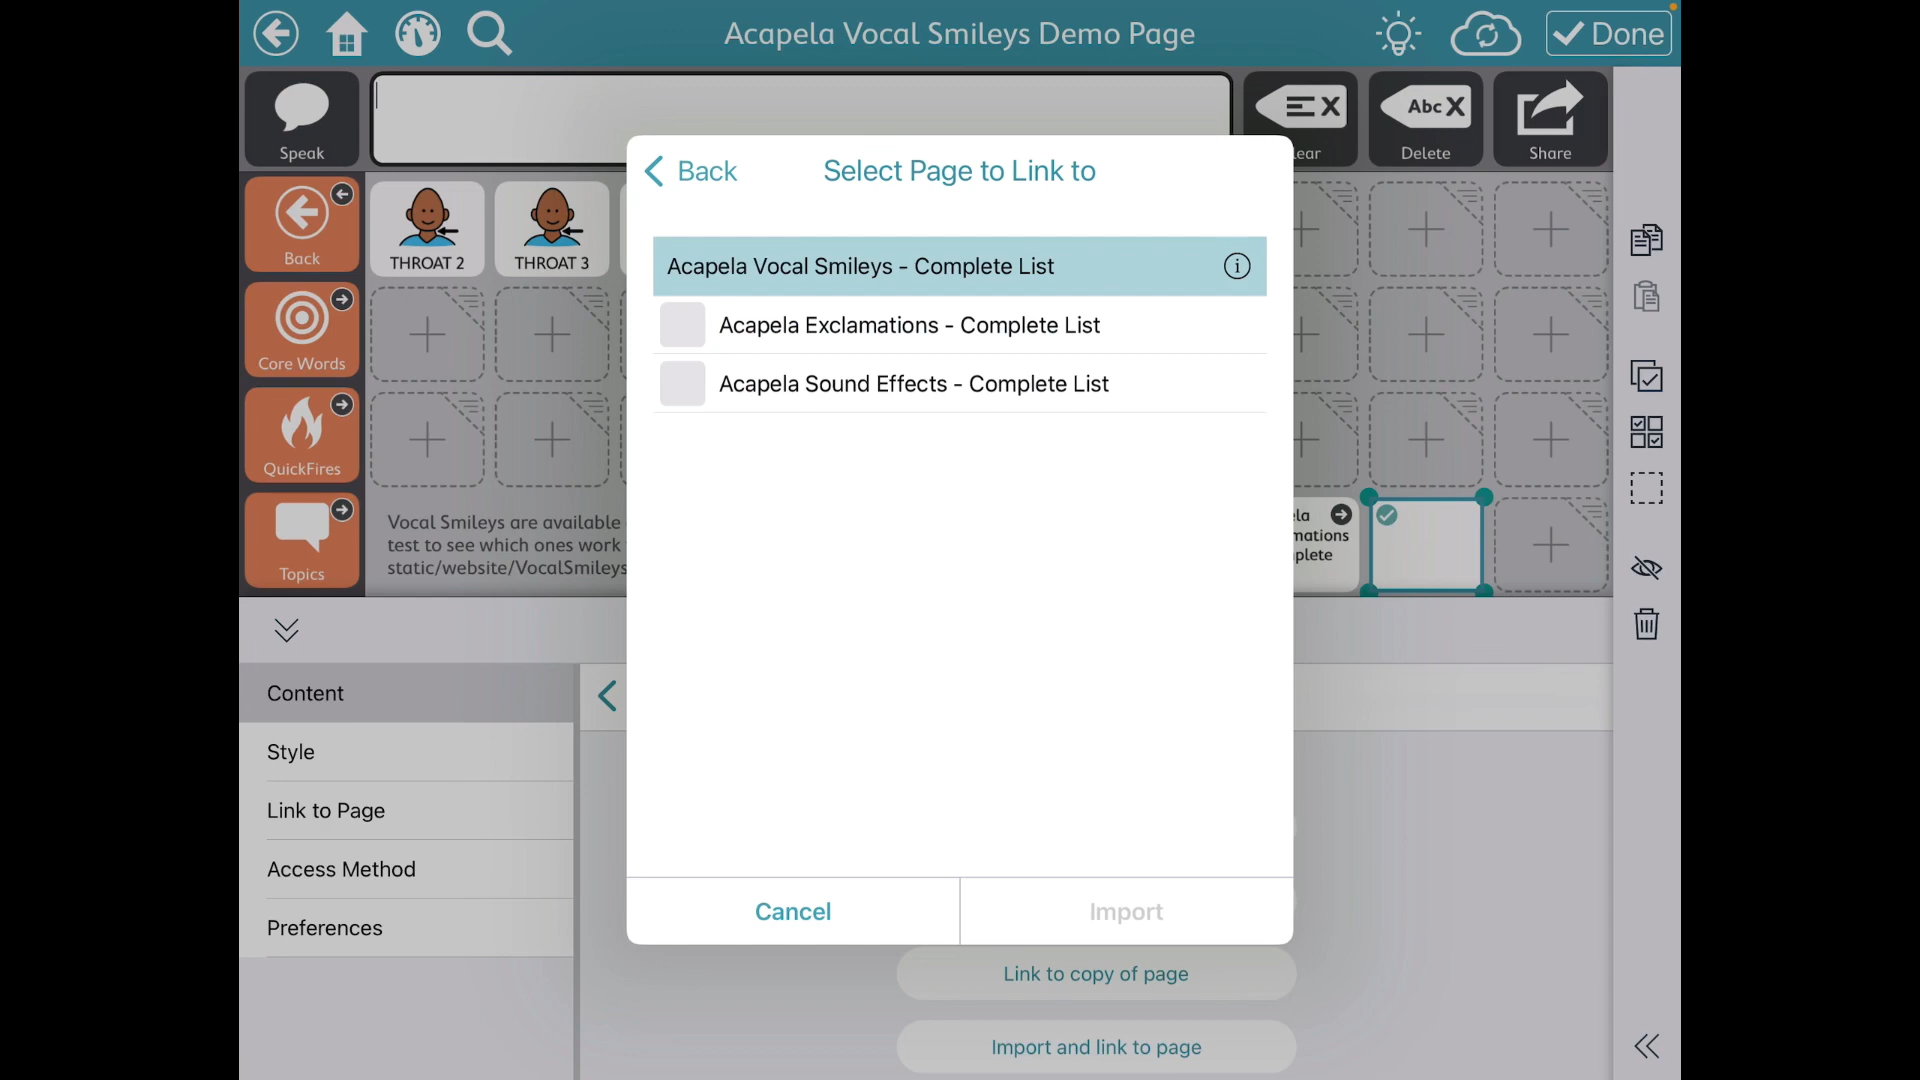 Acapela Vocal Smileys Demo Page
Done
Speak
Abc X
Delete
Share
Back
Select Page to Link to
Back
THROAT 2
THROAT 3
Acapela Vocal Smileys - Complete List
Acapela Exclamations - Complete List
Acapela Sound Effects - Complete List
Core Words
QuickFires
Topics
Vocal Smileys are available
test to see which ones work
static/website/VocalSmileys
Content
Style
Link to Page
Access Method
Preferences
Cancel
Import
Link to copy of page
Import and link to page